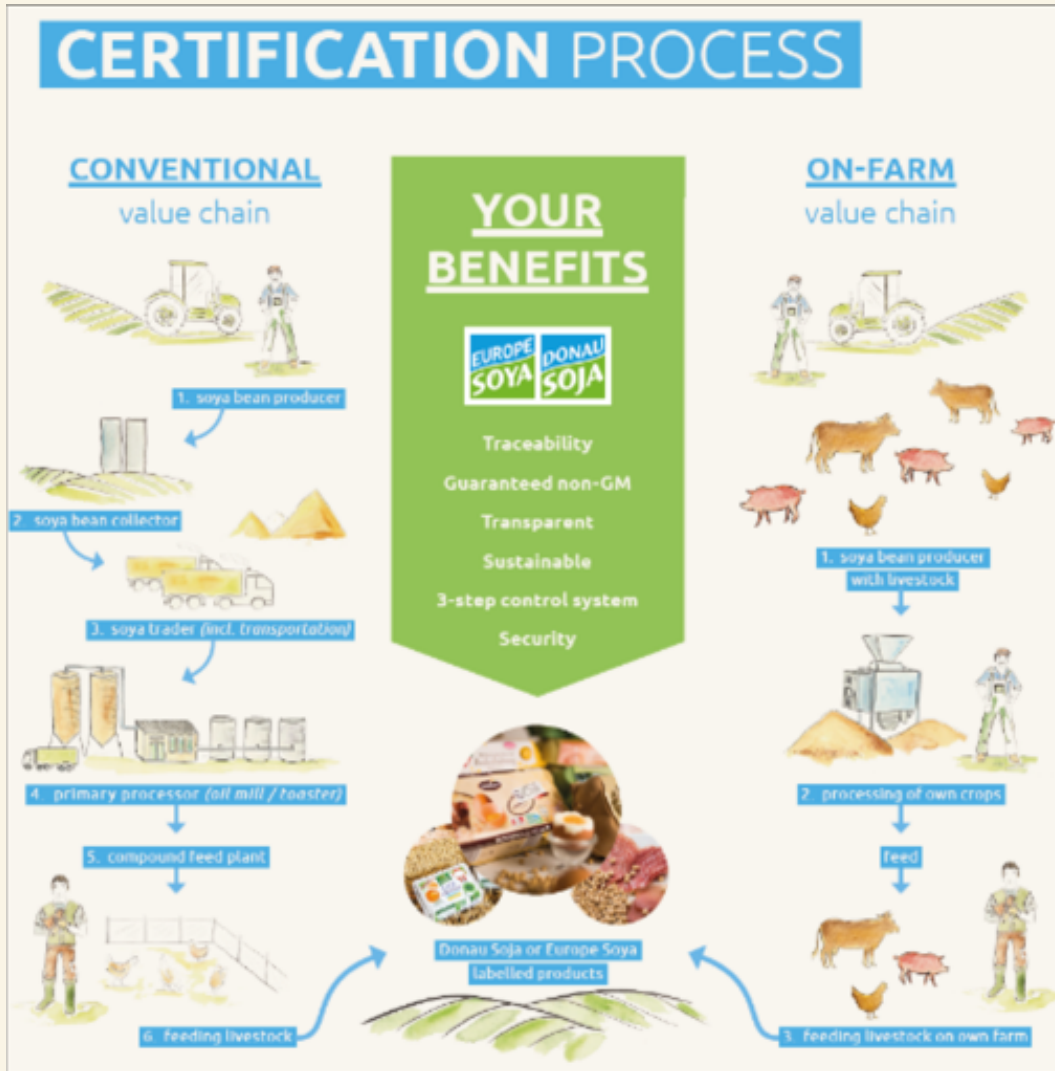 CERTIFICATION PROCESS
CONVENTIONAL
value chain
1. soya bean producer
2. soya bean collector
3. soya trader (incl. transportation)
4. primary processor (oil mill / toaster)
5. compound feed plant
6. feeding livestock
YOUR
BENEFITS
EUROPE
SOYA
DONAU
SOJA
Traceability
Guaranteed non-GM
Transparent
Sustainable
3-step control system
Security
Donau Soja or Europe Soya
labelled products
ON-FARM
value chain
1. soya bean producer
with livestock
2. processing of own crops
feed
3. feeding livestock on own farm